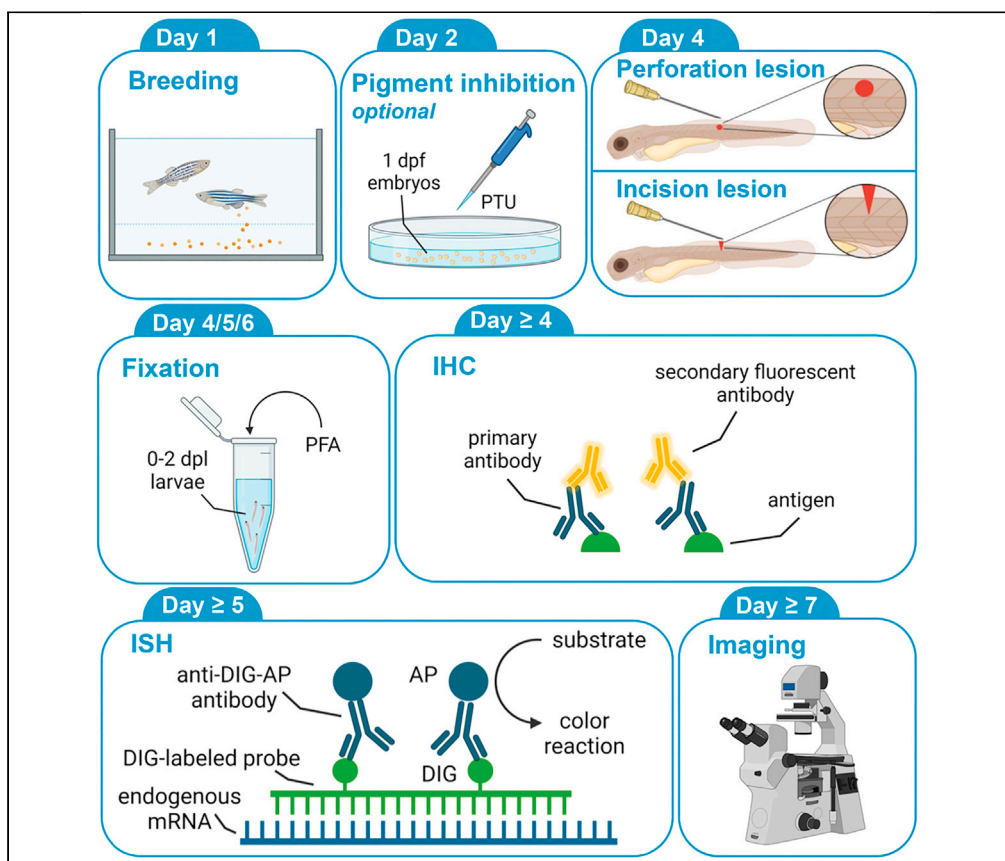 Day 1
Breeding
Day 2
Pigment inhibition
optional
1 dpf
embryos
PTU
Day 4
Perforation lesion
Incision lesion
Day 4/5/6
Fixation
PFA
0-2 dpl
larvae
Day ≥ 4
IHC
secondary fluorescent
antibody
primary
antibody
antigen
Day ≥ 5
ISH
substrate
anti-DIG-AP
antibody
AP
color
reaction
DIG-labeled probe
DIG
endogenous
mRNA
Day ≥ 7
Imaging